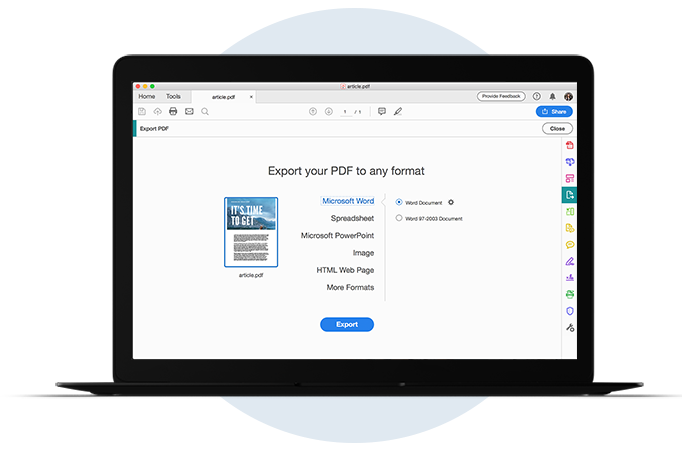 article.pdf
Home Tools article.pdf ×
Provide Feedback
1 / 1
Share
Export PDF
Close
Export your PDF to any format
IT'S TIME
TO GET
article.pdf
Microsoft Word
Spreadsheet
Microsoft PowerPoint
Image
HTML Web Page
More Formats
Word Document
Word 97-2003 Document
Export